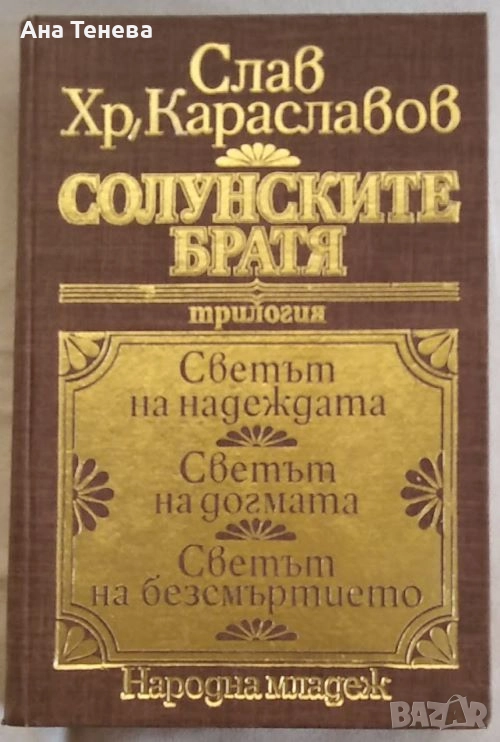 Ана Тенева
Слав
Хр. Караславов
СОЛУНСКИТЕ
БРАТЯ
трилогия
Светът
на надеждата
Светът
на догмата
Светът
на безсмъртието
Народна младеж
BAZAR